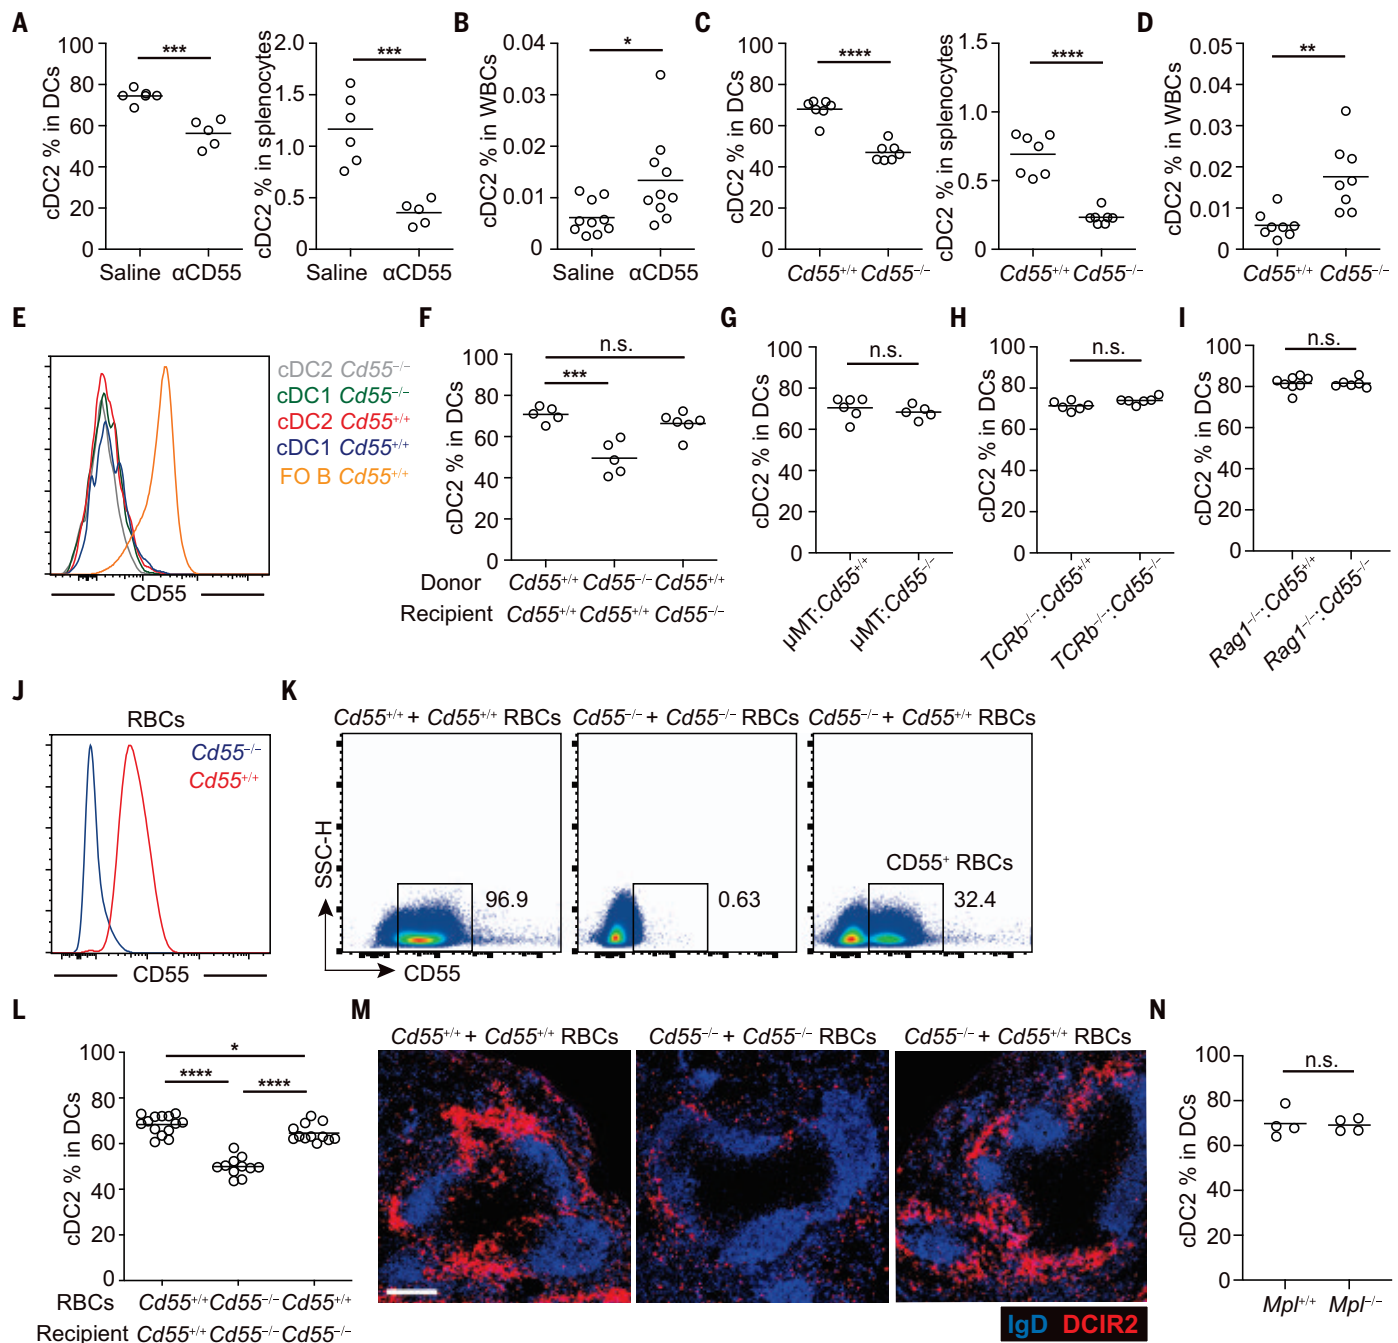 A
cDC2 % in DCs
100
80
60
40
20
0
***
Saline αCD55
cDC2 % in splenocytes
2.0
1.5
1.0
0.5
0
***
Saline αCD55
B
cDC2 % in WBCs
0.04
0.03
0.02
0.01
0
*
Saline αCD55
C
cDC2 % in DCs
100
80
60
40
20
0
****
Cd55+/+ Cd55−/−
cDC2 % in splenocytes
1.5
1.0
0.5
0
****
Cd55+/+ Cd55−/−
D
cDC2 % in WBCs
0.05
0.04
0.03
0.02
0.01
0
**
Cd55+/+ Cd55−/−
E
cDC2 Cd55−/−
cDC1 Cd55−/−
cDC2 Cd55+/+
cDC1 Cd55+/+
FO B Cd55+/+
CD55
F
cDC2 % in DCs
100
80
60
40
20
0
n.s.
***
Donor Cd55+/+ Cd55−/− Cd55+/+
Recipient Cd55+/+ Cd55+/+ Cd55−/−
G
cDC2 % in DCs
100
80
60
40
20
0
n.s.
μMT:Cd55+/+
μMT:Cd55−/−
H
cDC2 % in DCs
100
80
60
40
20
0
n.s.
TCRb−/−:Cd55+/+
TCRb−/−:Cd55−/−
I
cDC2 % in DCs
100
80
60
40
20
0
n.s.
Rag1−/−:Cd55+/+
Rag1−/−:Cd55−/−
J
RBCs
Cd55−/−
Cd55+/+
CD55
K
Cd55+/+ + Cd55+/+ RBCs
Cd55−/− + Cd55−/− RBCs
Cd55−/− + Cd55+/+ RBCs
SSC-H
CD55
96.9
0.63
CD55+ RBCs
32.4
L
cDC2 % in DCs
100
80
60
40
20
0
*
**** ****
RBCs Cd55+/+ Cd55−/− Cd55+/+
Recipient Cd55+/+ Cd55−/− Cd55−/−
M
Cd55+/+ + Cd55+/+ RBCs
Cd55−/− + Cd55−/− RBCs
Cd55−/− + Cd55+/+ RBCs
IgD DCIR2
N
cDC2 % in DCs
100
80
60
40
20
0
n.s.
Mpl+/+ Mpl−/−